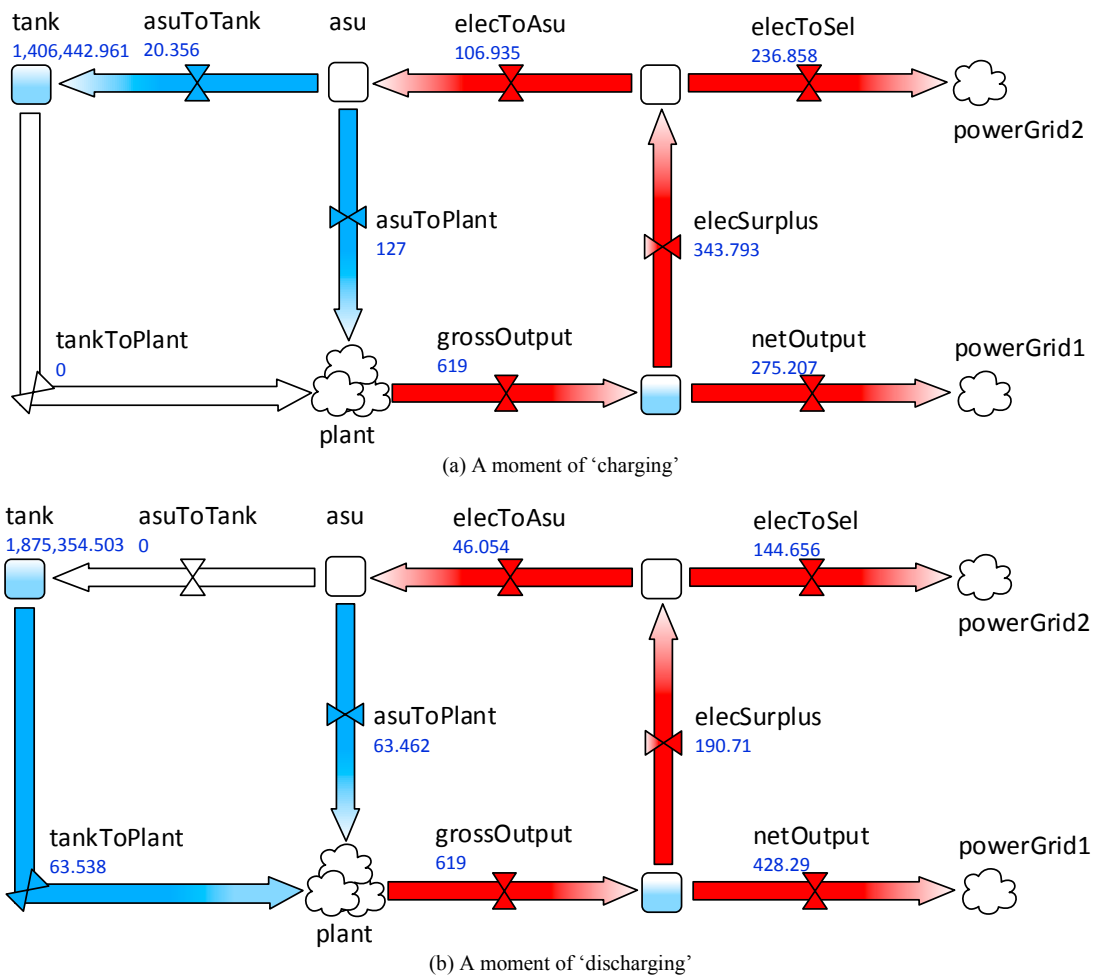 tank asuToTank asu elecToAsu elecToSel
1,406,442.961 20.356 106.935 236.858
powerGrid2
asuToPlant elecSurplus
127 343.793
tankToPlant grossOutput netOutput powerGrid1
0 619 275.207
plant
(a) A moment of ‘charging’
tank asuToTank asu elecToAsu elecToSel
1,875,354.503 0 46.054 144.656
powerGrid2
asuToPlant elecSurplus
63.462 190.71
tankToPlant grossOutput netOutput powerGrid1
63.538 619 428.29
plant
(b) A moment of ‘discharging’